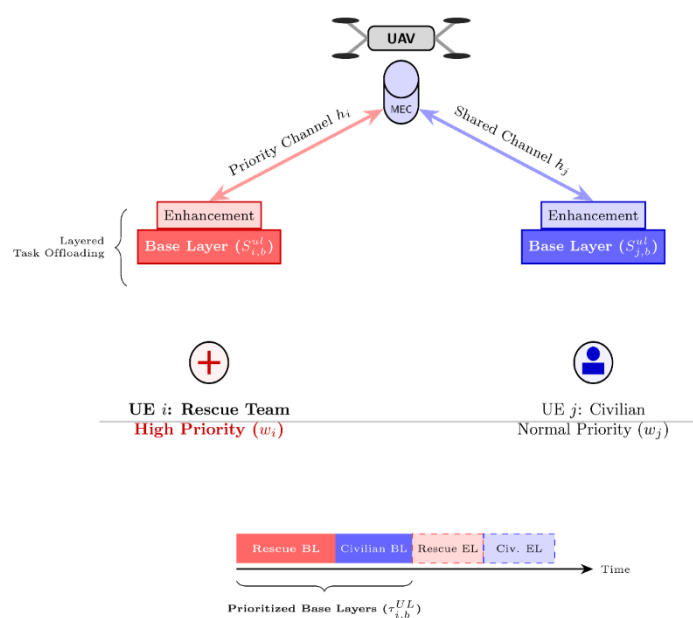 UAV
MEC
Priority Channel h_i
Shared Channel h_j
Enhancement
Base Layer (S_{i,b}^{ul})
Enhancement
Base Layer (S_{j,b}^{ul})
Layered
Task Offloading
UE i: Rescue Team
High Priority (w_i)
UE j: Civilian
Normal Priority (w_j)
Rescue BL
Civilian BL
Rescue EL
Civ. EL
Time
Prioritized Base Layers (τ_{i,b}^{UL})